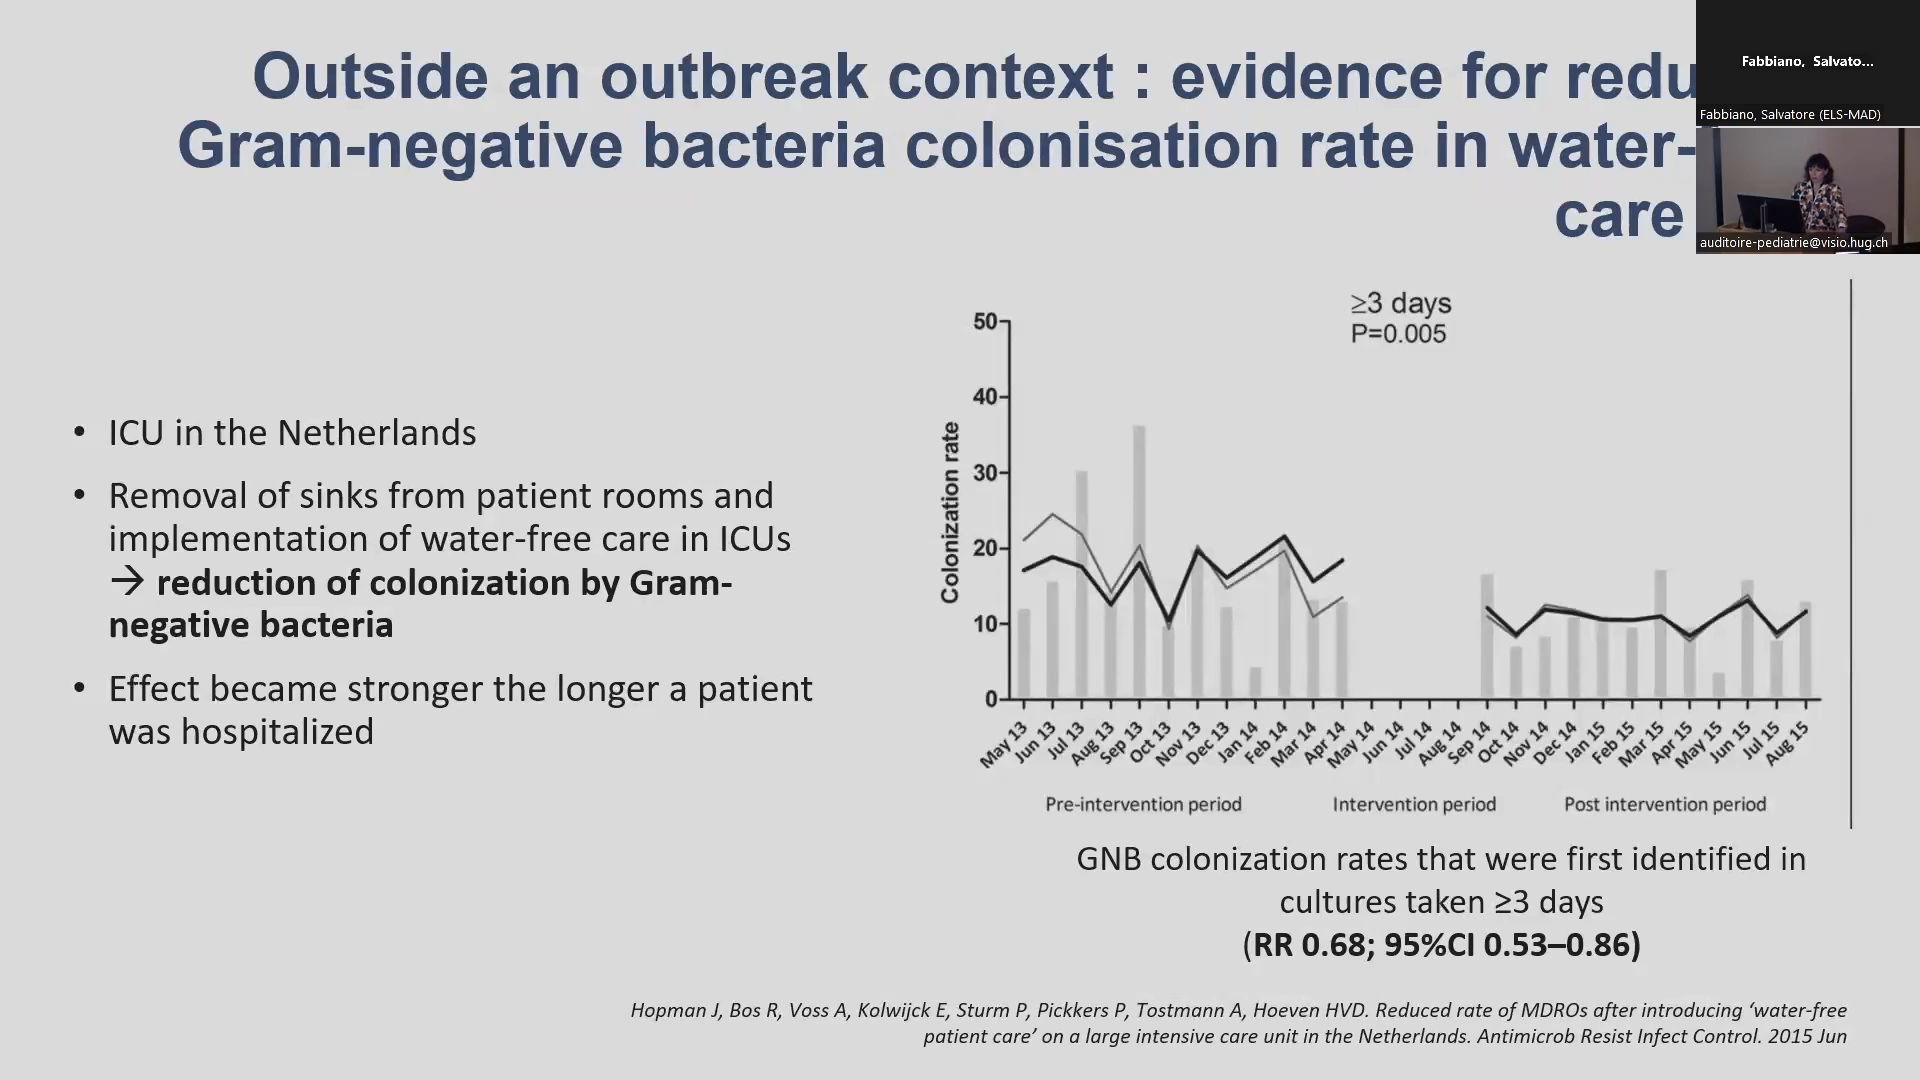 Outside an outbreak context : evidence for redu
Gram-negative bacteria colonisation rate in water-
care
Fabbiano, Salvato...
Fabbiano, Salvatore (ELS-MAD)
auditoire-pediatrie@visio.hug.ch
• ICU in the Netherlands
• Removal of sinks from patient rooms and
implementation of water-free care in ICUs
→ reduction of colonization by Gram-
negative bacteria
• Effect became stronger the longer a patient
was hospitalized
≥3 days
P=0.005
Colonization rate
50
40
30
20
10
0
May 13
Jun 13
Jul 13
Aug 13
Sep 13
Oct 13
Nov 13
Dec 13
Jan 14
Feb 14
Mar 14
Apr 14
May 14
Jun 14
Jul 14
Aug 14
Sep 14
Oct 14
Nov 14
Dec 14
Jan 15
Feb 15
Mar 15
Apr 15
May 15
Jun 15
Jul 15
Aug 15
Pre-intervention period
Intervention period
Post intervention period
GNB colonization rates that were first identified in
cultures taken ≥3 days
(RR 0.68; 95%CI 0.53–0.86)
Hopman J, Bos R, Voss A, Kolwijck E, Sturm P, Pickkers P, Tostmann A, Hoeven HVD. Reduced rate of MDROs after introducing ‘water-free
patient care’ on a large intensive care unit in the Netherlands. Antimicrob Resist Infect Control. 2015 Jun